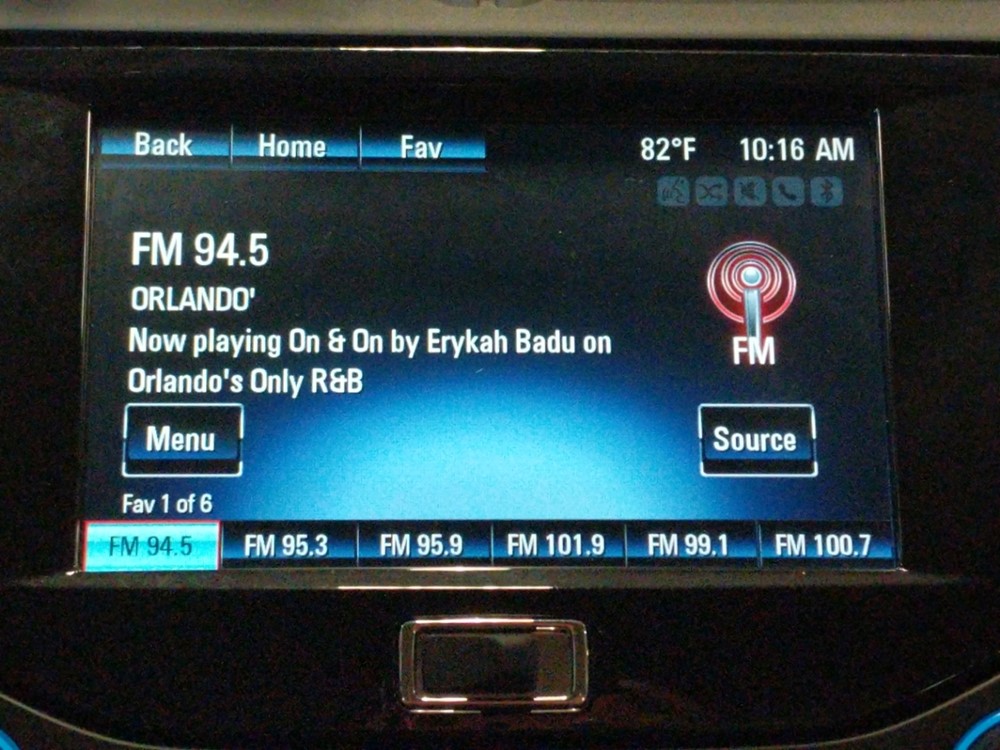 Back Home Fav 82°F 10:16 AM
FM 94.5
ORLANDO'
Now playing On & On by Erykah Badu on
Orlando's Only R&B
FM
Menu
Source
Fav 1 of 6
FM 94.5 FM 95.3 FM 95.9 FM 101.9 FM 99.1 FM 100.7